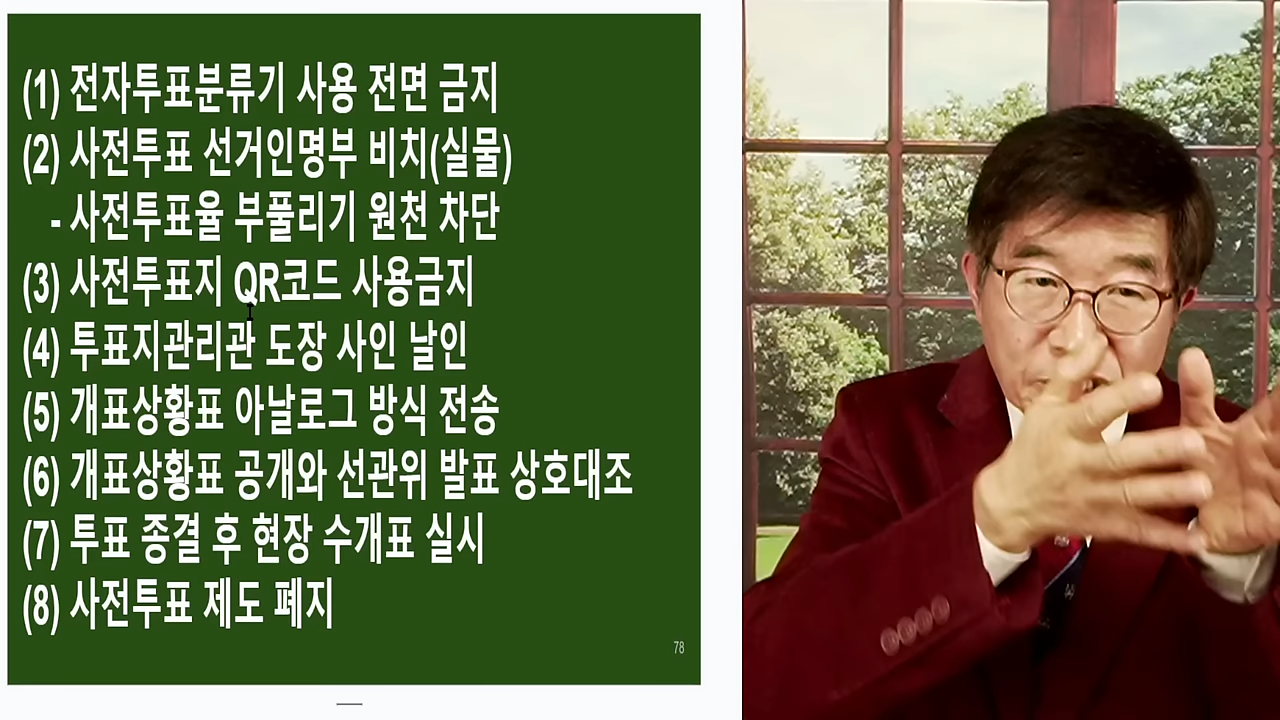 (1) 전자투표분류기 사용 전면 금지
(2) 사전투표 선거인명부 비치(실물)
- 사전투표율 부풀리기 원천 차단
(3) 사전투표지 QR코드 사용금지
(4) 투표지관리관 도장 사인 날인
(5) 개표상황표 아날로그 방식 전송
(6) 개표상황표 공개와 선관위 발표 상호대조
(7) 투표 종결 후 현장 수개표 실시
(8) 사전투표 제도 폐지
78